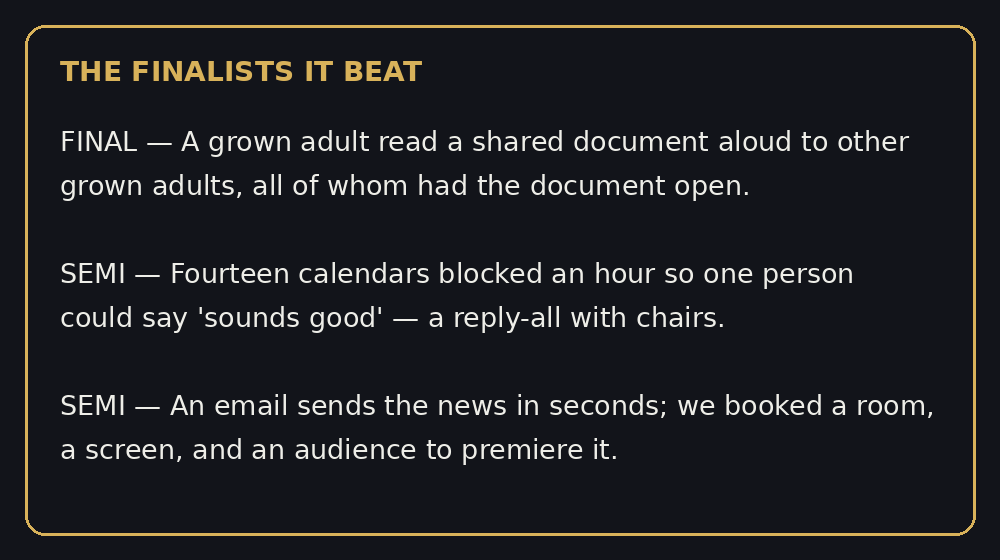 THE FINALISTS IT BEAT
FINAL — A grown adult read a shared document aloud to other
grown adults, all of whom had the document open.
SEMI — Fourteen calendars blocked an hour so one person
could say 'sounds good' — a reply-all with chairs.
SEMI — An email sends the news in seconds; we booked a room,
a screen, and an audience to premiere it.